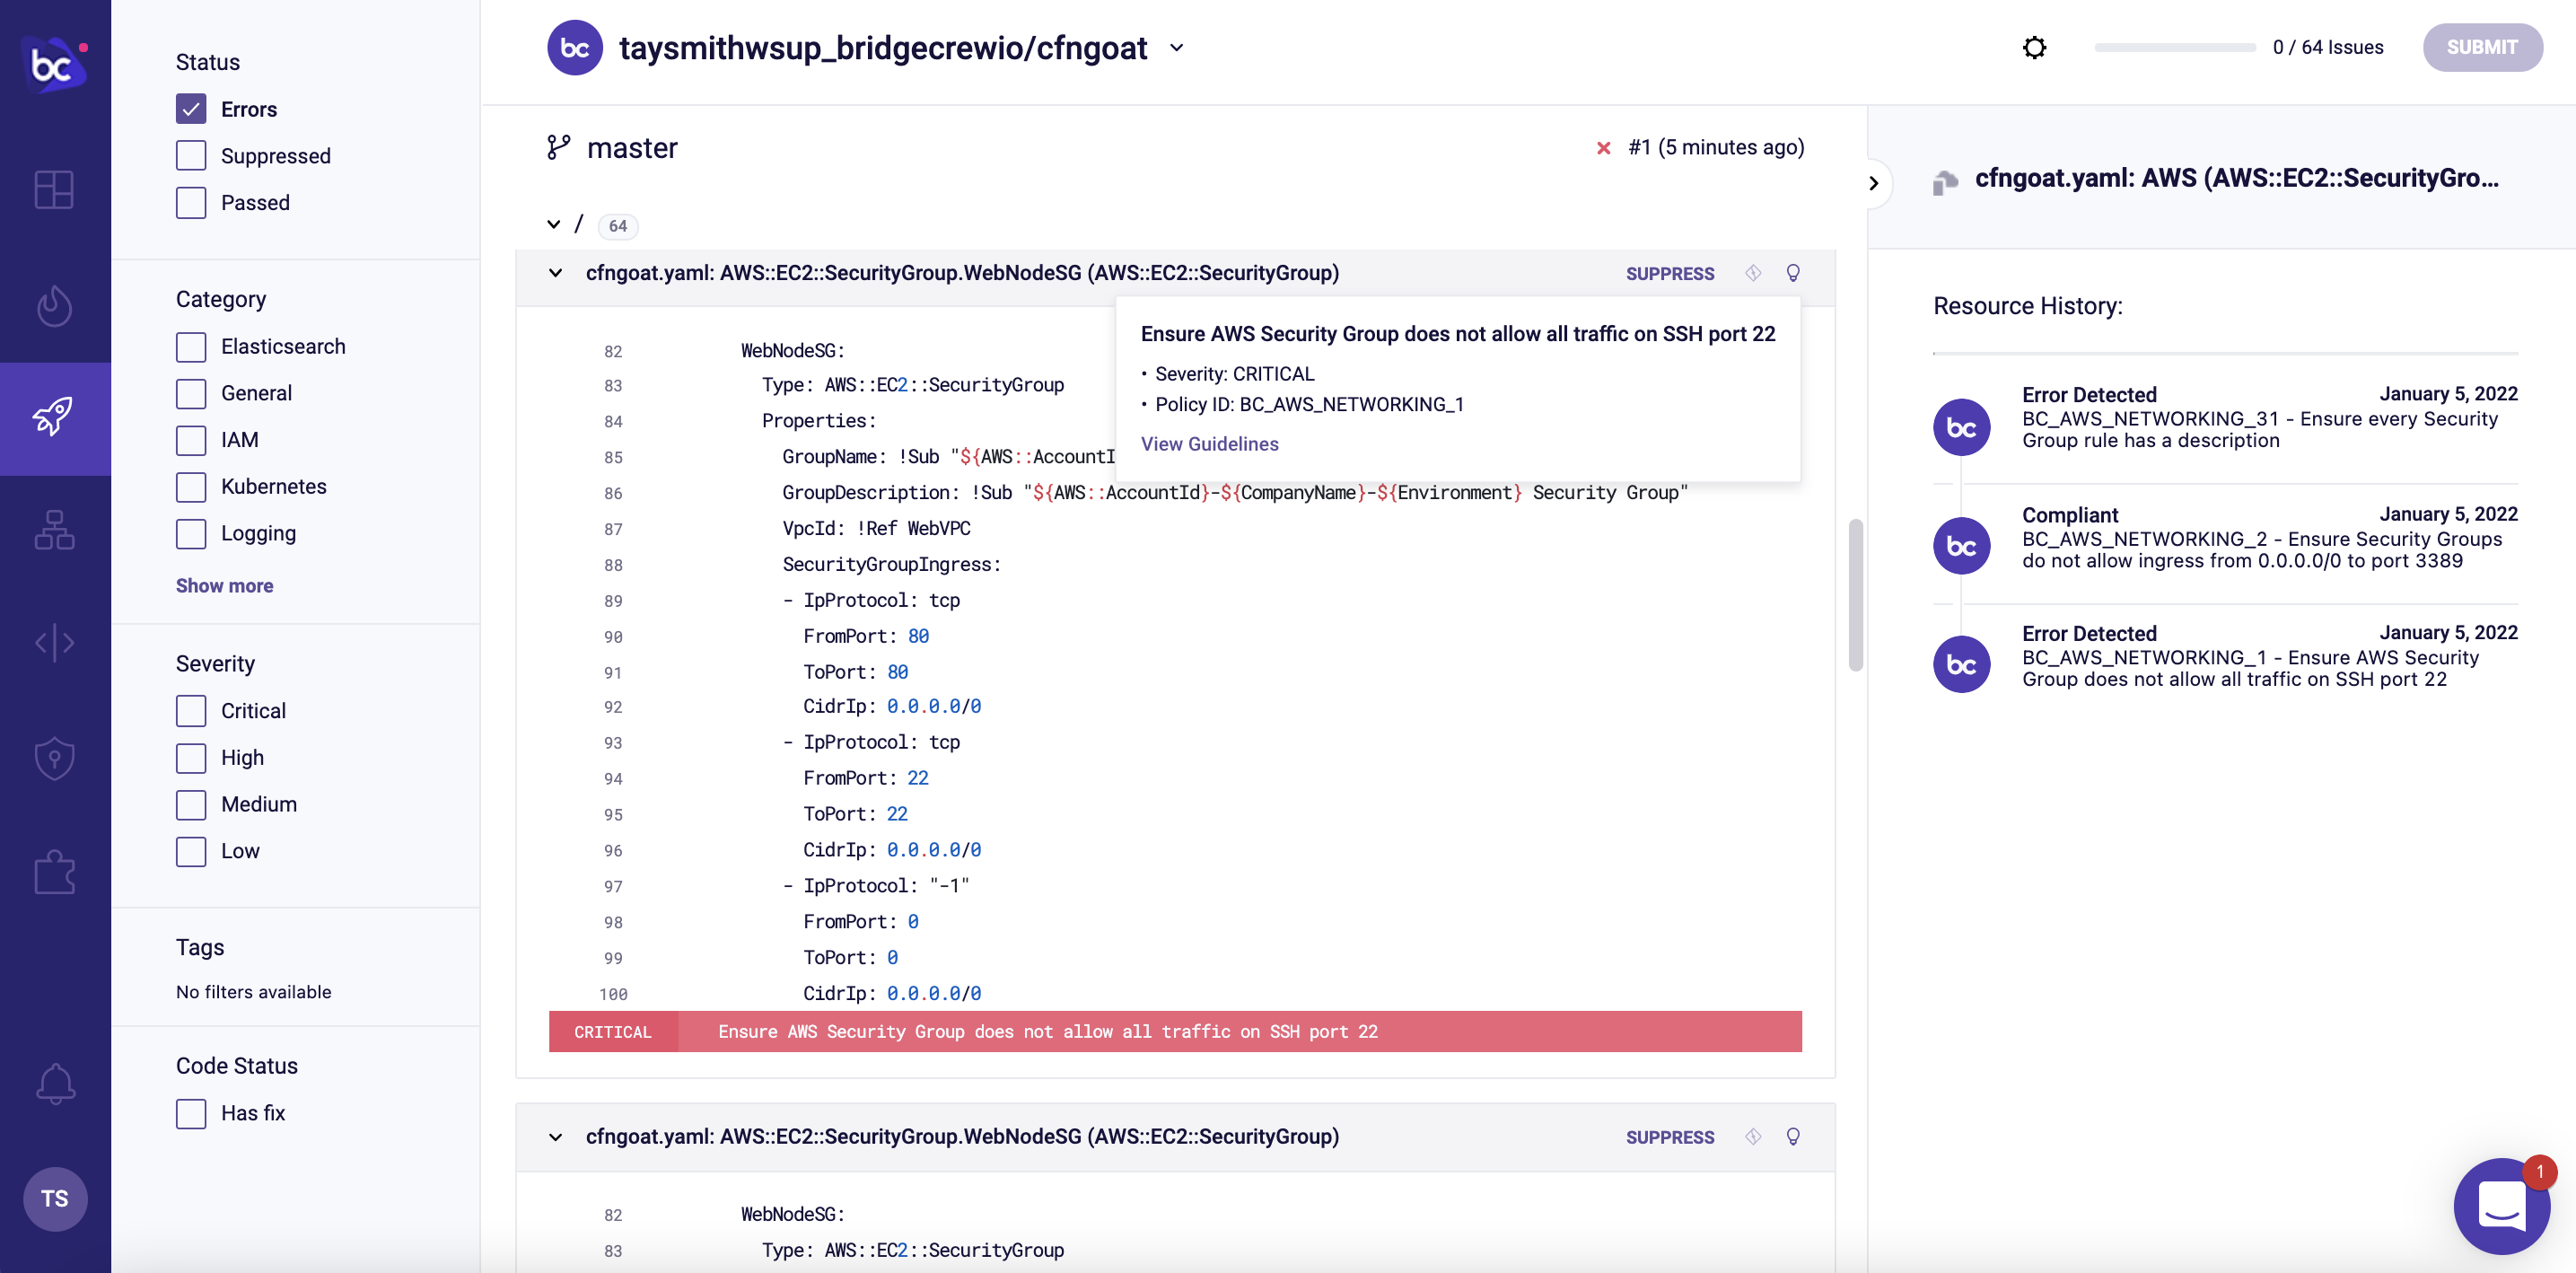 bc
Status
Errors
Suppressed
Passed
Category
Elasticsearch
General
IAM
Kubernetes
Logging
Show more
Severity
Critical
High
Medium
Low
Tags
No filters available
Code Status
Has fix
TS
bc taysmithwsup_bridgecrewio/cfngoat
0 / 64 Issues
SUBMIT
master
#1 (5 minutes ago)
/ 64
cfngoat.yaml: AWS::EC2::SecurityGroup.WebNodeSG (AWS::EC2::SecurityGroup) SUPPRESS
Ensure AWS Security Group does not allow all traffic on SSH port 22
• Severity: CRITICAL
• Policy ID: BC_AWS_NETWORKING_1
View Guidelines
82 WebNodeSG:
83 Type: AWS::EC2::SecurityGroup
84 Properties:
85 GroupName: !Sub "${AWS::AccountI
86 GroupDescription: !Sub "${AWS::AccountId}-${CompanyName}-${Environment} Security Group"
87 VpcId: !Ref WebVPC
88 SecurityGroupIngress:
89 - IpProtocol: tcp
90 FromPort: 80
91 ToPort: 80
92 CidrIp: 0.0.0.0/0
93 - IpProtocol: tcp
94 FromPort: 22
95 ToPort: 22
96 CidrIp: 0.0.0.0/0
97 - IpProtocol: "-1"
98 FromPort: 0
99 ToPort: 0
100 CidrIp: 0.0.0.0/0
CRITICAL Ensure AWS Security Group does not allow all traffic on SSH port 22
cfngoat.yaml: AWS::EC2::SecurityGroup.WebNodeSG (AWS::EC2::SecurityGroup) SUPPRESS
82 WebNodeSG:
83 Type: AWS::EC2::SecurityGroup
cfngoat.yaml: AWS (AWS::EC2::SecurityGro...
Resource History:
bc
Error Detected January 5, 2022
BC_AWS_NETWORKING_31 - Ensure every Security
Group rule has a description
bc
Compliant January 5, 2022
BC_AWS_NETWORKING_2 - Ensure Security Groups
do not allow ingress from 0.0.0.0/0 to port 3389
bc
Error Detected January 5, 2022
BC_AWS_NETWORKING_1 - Ensure AWS Security
Group does not allow all traffic on SSH port 22
1